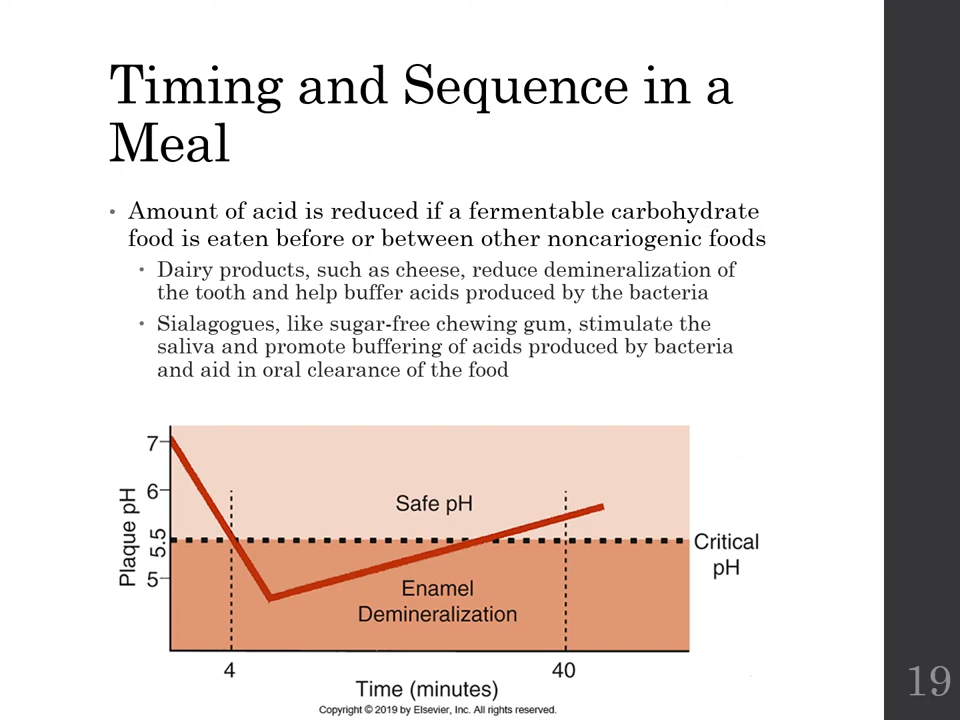 Timing and Sequence in a
Meal
• Amount of acid is reduced if a fermentable carbohydrate
food is eaten before or between other noncariogenic foods
• Dairy products, such as cheese, reduce demineralization of
the tooth and help buffer acids produced by the bacteria
• Sialagogues, like sugar-free chewing gum, stimulate the
saliva and promote buffering of acids produced by bacteria
and aid in oral clearance of the food
Plaque pH
7
6
5.5
5
Safe pH
Critical
pH
Enamel
Demineralization
4
40
Time (minutes)
Copyright © 2019 by Elsevier, Inc. All rights reserved.
19